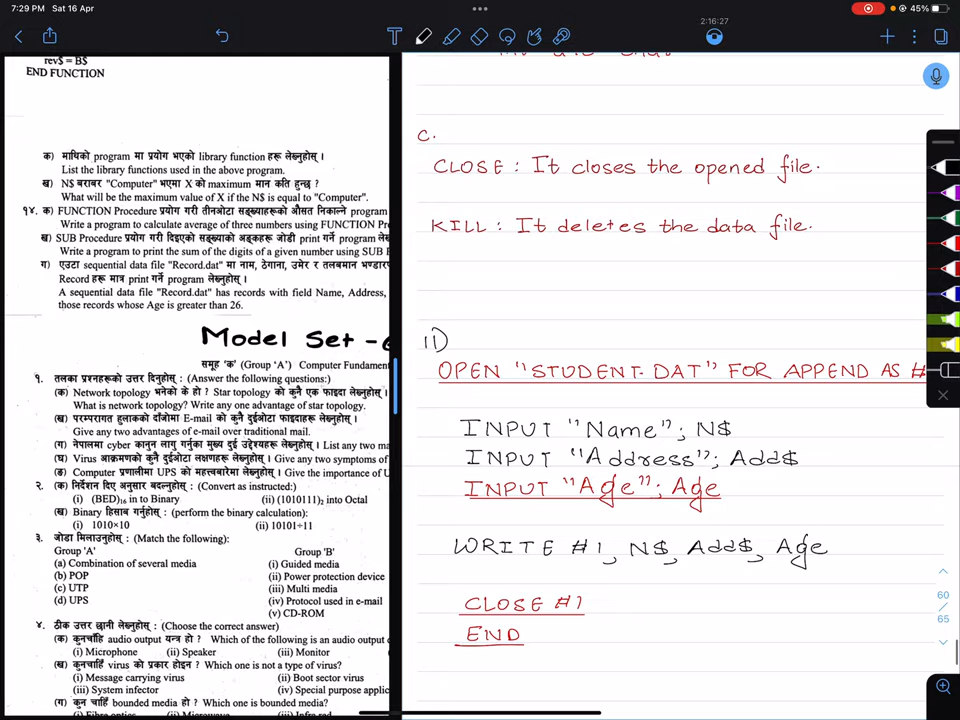 7:29 PM Sat 16 Apr
2:16:27
45%
rev$ = B$
END FUNCTION
क) माथिको program मा प्रयोग भएको library function हरू लेख्नुहोस् ।
List the library functions used in the above program.
ख) N$ बराबर "Computer" भएमा X को maximum मान कति हुन्छ ?
What will be the maximum value of X if the N$ is equal to "Computer".
१४. क) FUNCTION Procedure प्रयोग गरी तीनओटा सङ्ख्याहरूको औसत निकाल्ने program
Write a program to calculate average of three numbers using FUNCTION Pr
ख) SUB Procedure प्रयोग गरी दिइएको सङ्ख्याको अङ्कहरू जोडी print गर्ने program लेख्नु
Write a program to print the sum of the digits of a given number using SUB
ग) एउटा sequential data file "Record.dat" मा नाम, ठेगाना, उमेर र तलबमान भण्डार
Record हरू मात्र print गर्ने program लेख्नुहोस् ।
A sequential data file "Record.dat" has records with field Name, Address,
those records whose Age is greater than 26.
Model Set -6
समूह 'क' (Group 'A') Computer Fundament
१. तलका प्रश्नहरूको उत्तर दिनुहोस् : (Answer the following questions):
(क) Network topology भनेको के हो ? Star topology को कुनै एक फाइदा लेख्नुहोस् ।
What is network topology? Write any one advantage of star topology.
(ख) परम्परागत हुलाकको दाँजोमा E-mail को कुनै दुईओटा फाइदाहरू लेख्नुहोस् ।
Give any two advantages of e-mail over traditional mail.
(ग) नेपालमा cyber कानुन लागु गर्नुका मुख्य दुई उद्देश्यहरू लेख्नुहोस् । List any two ma
(घ) Virus आक्रमणको कुनै दुईओटा लक्षणहरू लेख्नुहोस् । Give any two symptoms of
(ङ) Computer प्रणालीमा UPS को महत्त्वबारेमा लेख्नुहोस् । Give the importance of U
२. (क) निर्देशन दिए अनुसार बदल्नुहोस् । (Convert as instructed:)
(i) (BED)₁₆ in to Binary (ii) (1010111)₂ into Octal
(ख) Binary हिसाब गर्नुहोस् : (perform the binary calculation):
(i) 1010×10 (ii) 10101÷11
३. जोडा मिलाउनुहोस् : (Match the following):
Group 'A' Group 'B'
(a) Combination of several media (i) Guided media
(b) POP (ii) Power protection device
(c) UTP (iii) Multi media
(d) UPS (iv) Protocol used in e-mail
(v) CD-ROM
४. ठीक उत्तर छानी लेख्नुहोस् : (Choose the correct answer)
(क) कुनचाहिँ audio output यन्त्र हो ? Which of the following is an audio output
(i) Microphone (ii) Speaker (iii) Monitor
(ख) कुनचाहिँ virus को प्रकार होइन ? Which one is not a type of virus?
(i) Message carrying virus (ii) Boot sector virus
(iii) System infector (iv) Special purpose applic
(ग) कुन चाहिँ bounded media हो ? Which one is bounded media?
(i) Fibre optics
c.
CLOSE : It closes the opened file.
KILL : It deletes the data file.
11)
OPEN "STUDENT.DAT" FOR APPEND AS #
INPUT "Name"; N$
INPUT "Address"; Add$
INPUT "Age"; Age
WRITE #1, N$, Add$, Age
CLOSE #1
END
60
/
65